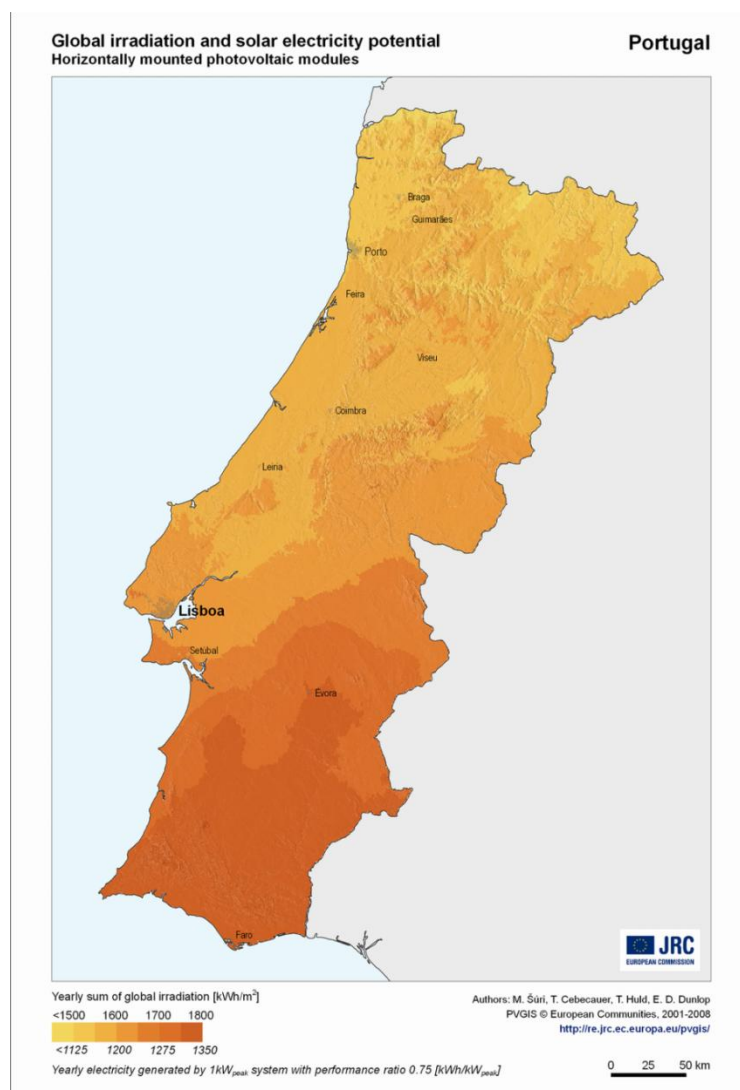 Global irradiation and solar electricity potential
Horizontally mounted photovoltaic modules
Portugal
Braga
Guimarães
Porto
Feira
Viseu
Coimbra
Leiria
Lisboa
Setúbal
Évora
Faro
JRC
EUROPEAN COMMISSION
Yearly sum of global irradiation [kWh/m²]
<1500 1600 1700 1800
<1125 1200 1275 1350
Yearly electricity generated by 1kWpeak system with performance ratio 0.75 [kWh/kWpeak]
Authors: M. Šúri, T. Cebecauer, T. Huld, E. D. Dunlop
PVGIS © European Communities, 2001-2008
http://re.jrc.ec.europa.eu/pvgis/
0 25 50 km